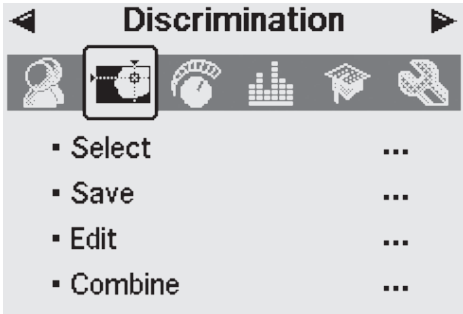 Discrimination
Select ...
Save ...
Edit ...
Combine ...